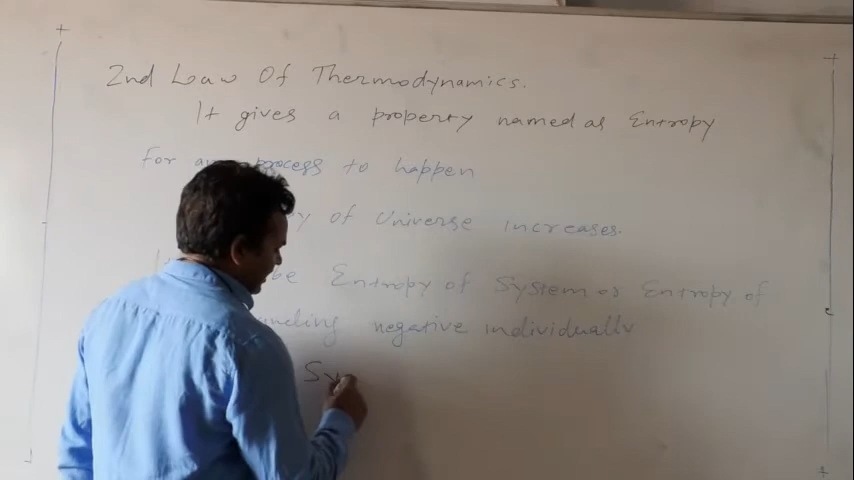 2nd Law Of Thermodynamics.
It gives a property named as Entropy
For process to happen
of Universe increases.
be Entropy of System or Entropy of
negative individually
Sy